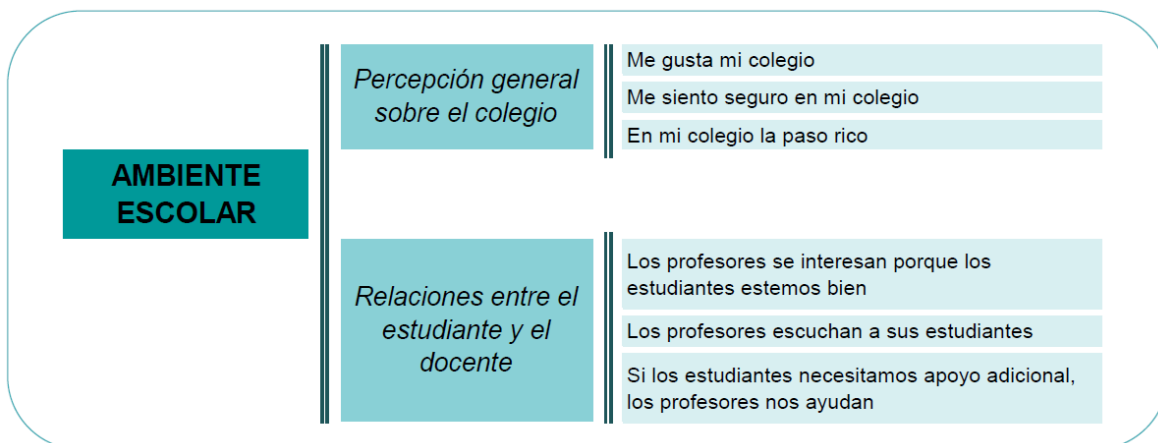 AMBIENTE
ESCOLAR
Percepción general
sobre el colegio
Me gusta mi colegio
Me siento seguro en mi colegio
En mi colegio la paso rico
Relaciones entre el
estudiante y el
docente
Los profesores se interesan porque los
estudiantes estemos bien
Los profesores escuchan a sus estudiantes
Si los estudiantes necesitamos apoyo adicional,
los profesores nos ayudan